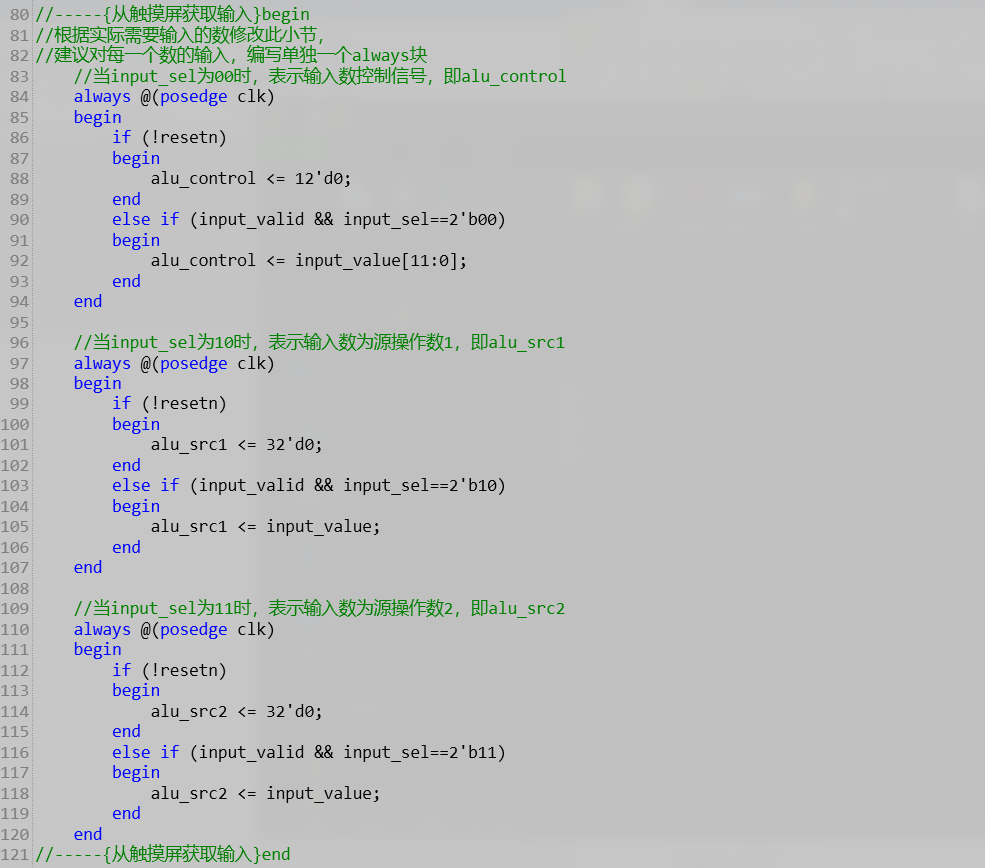 80 //-----{从触摸屏获取输入}begin
81 //根据实际需要输入的数修改此小节,
82 //建议对每一个数的输入，编写单独一个always块
83     //当input_sel为00时，表示输入数控制信号，即alu_control
84     always @(posedge clk)
85     begin
86         if (!resetn)
87         begin
88             alu_control <= 12'd0;
89         end
90         else if (input_valid && input_sel==2'b00)
91         begin
92             alu_control <= input_value[11:0];
93         end
94     end
95
96     //当input_sel为10时，表示输入数为源操作数1，即alu_src1
97     always @(posedge clk)
98     begin
99         if (!resetn)
100         begin
101             alu_src1 <= 32'd0;
102         end
103         else if (input_valid && input_sel==2'b10)
104         begin
105             alu_src1 <= input_value;
106         end
107     end
108
109     //当input_sel为11时，表示输入数为源操作数2，即alu_src2
110     always @(posedge clk)
111     begin
112         if (!resetn)
113         begin
114             alu_src2 <= 32'd0;
115         end
116         else if (input_valid && input_sel==2'b11)
117         begin
118             alu_src2 <= input_value;
119         end
120     end
121 //-----{从触摸屏获取输入}end